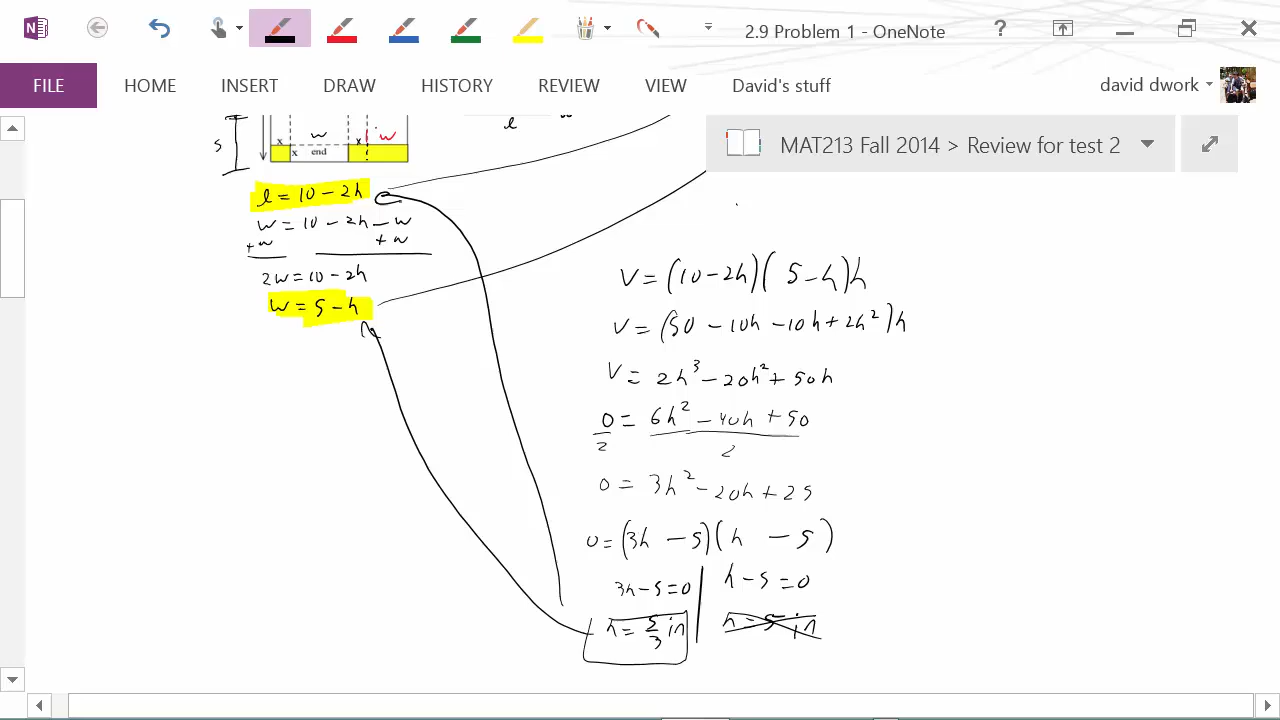 2.9 Problem 1 - OneNote
?
FILE HOME INSERT DRAW HISTORY REVIEW VIEW David's stuff
david dwork
MAT213 Fall 2014 > Review for test 2
l
s
x w x w
x end
l = 10 - 2h
w = 10 - 2h - w
+w +w
2w = 10 - 2h
w = 5 - h
V = (10 - 2h)(5 - h)h
V = (50 - 10h - 10h + 2h²)h
V = 2h³ - 20h² + 50h
0 = 6h² - 40h + 50
2 2
0 = 3h² - 20h + 25
0 = (3h - 5)(h - 5)
3h - 5 = 0 h - 5 = 0
h = 5/3 in h = 5 in